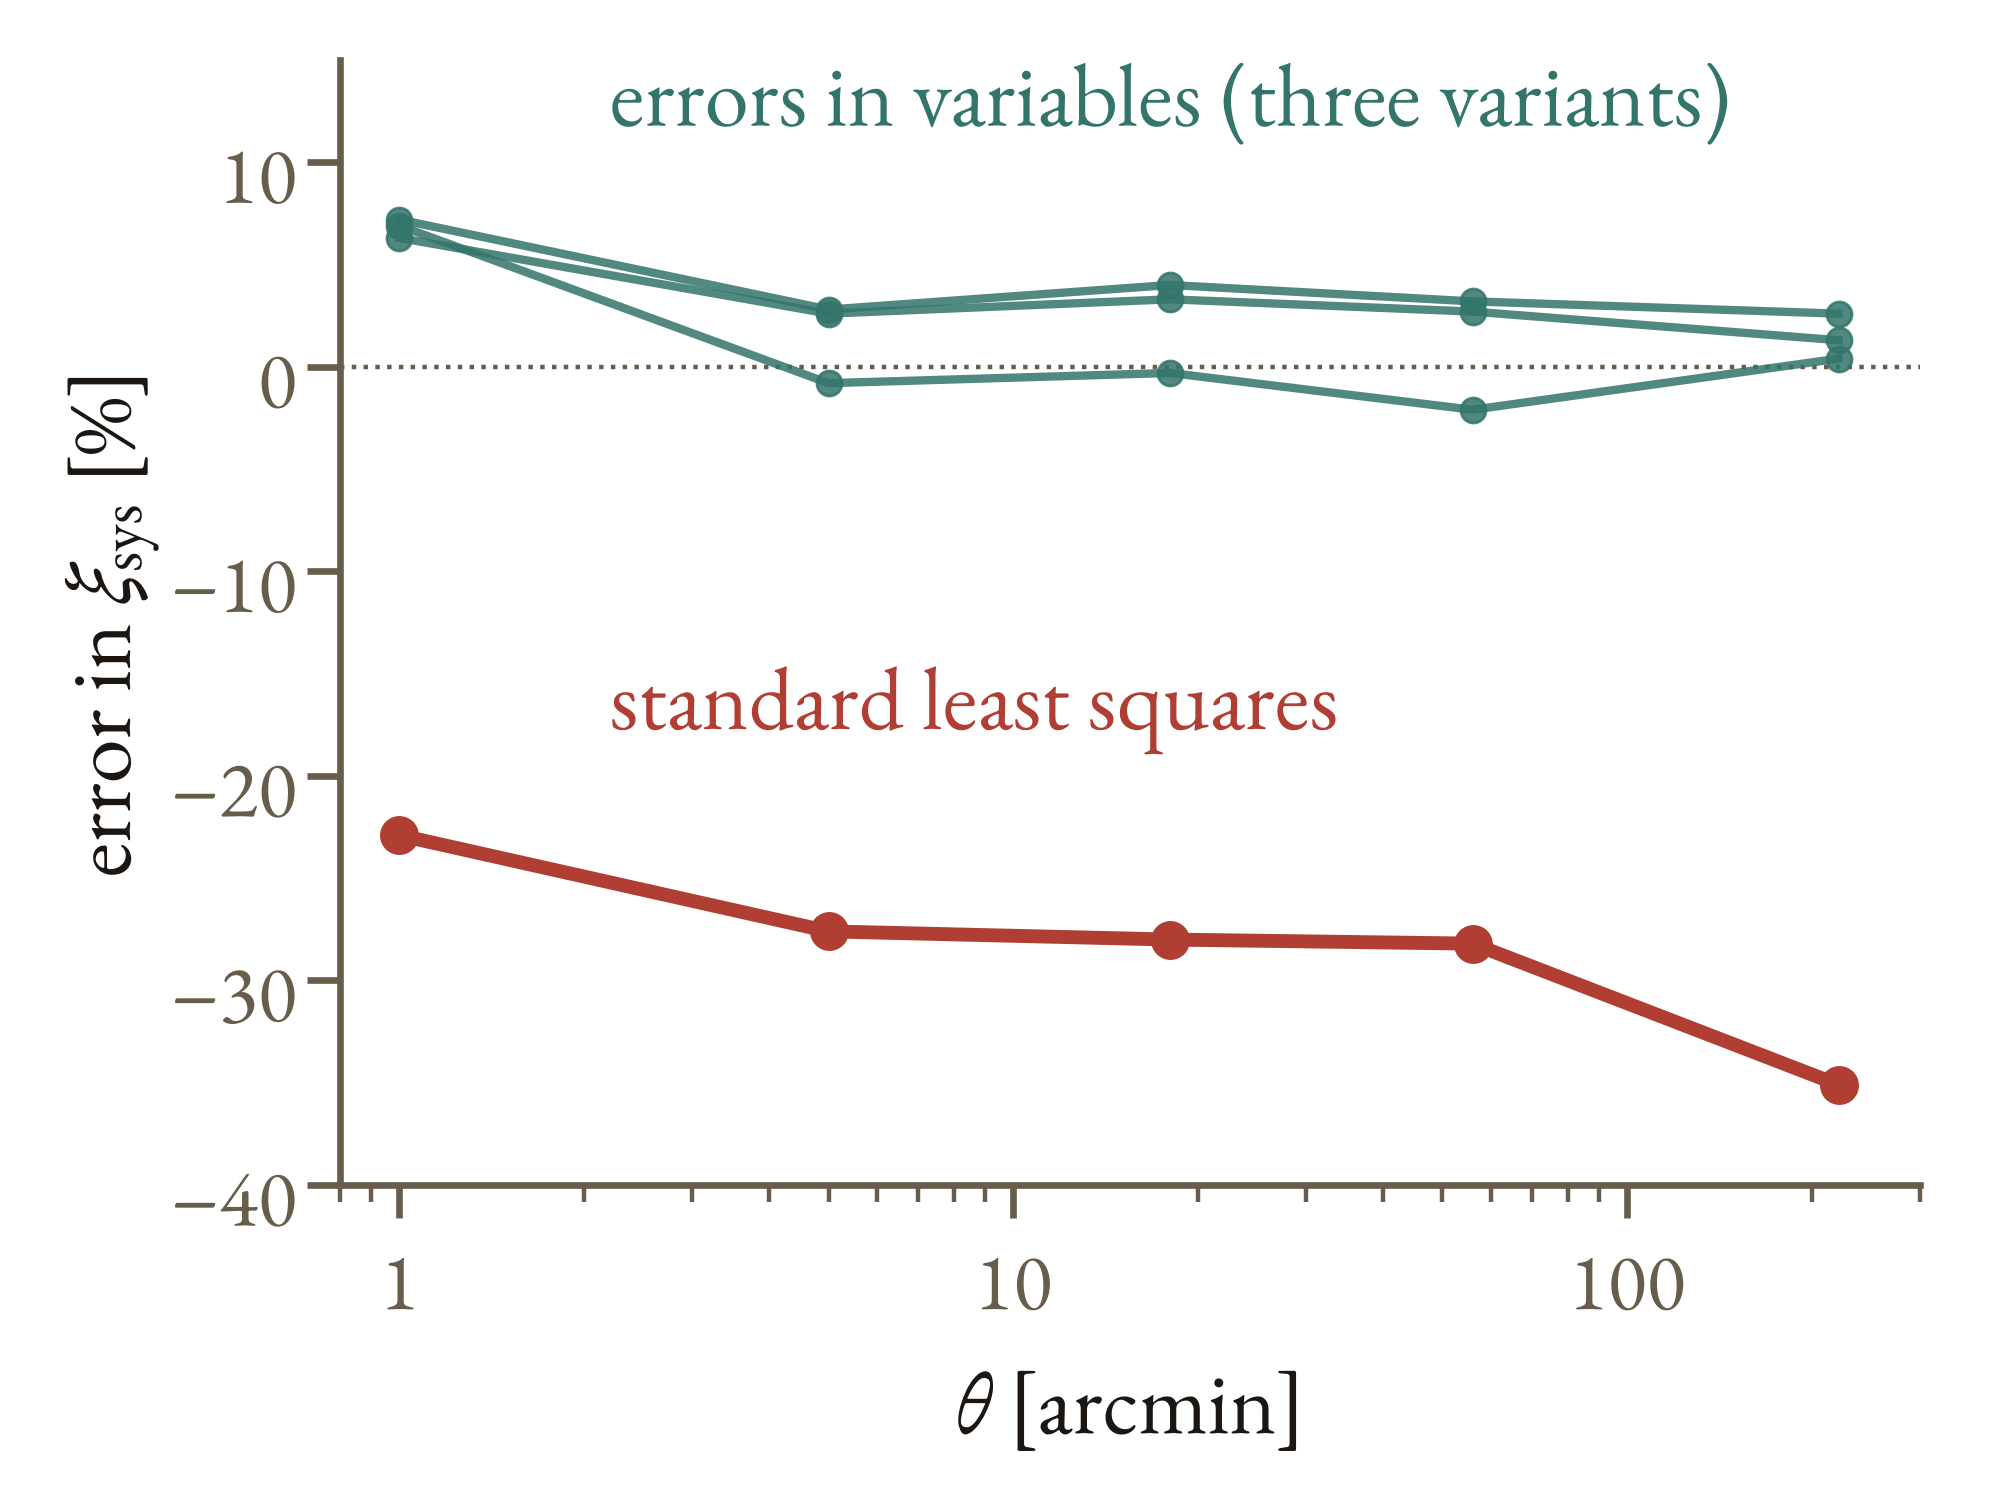 errors in variables (three variants)
10
0
−10
−20
−30
−40
error in ξsys [%]
standard least squares
1 10 100
θ [arcmin]